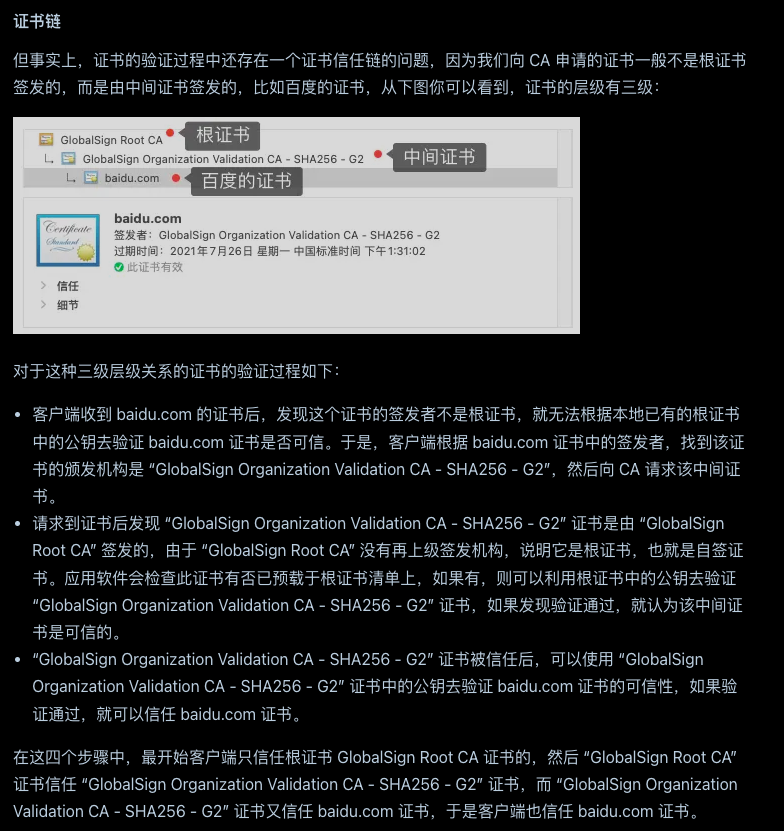 证书链
但事实上，证书的验证过程中还存在一个证书信任链的问题，因为我们向 CA 申请的证书一般不是根证书
签发的，而是由中间证书签发的，比如百度的证书，从下图你可以看到，证书的层级有三级：
GlobalSign Root CA 根证书
GlobalSign Organization Validation CA - SHA256 - G2 中间证书
baidu.com 百度的证书
Certificate
Standard
baidu.com
签发者：GlobalSign Organization Validation CA - SHA256 - G2
过期时间：2021年7月26日 星期一 中国标准时间 下午1:31:02
此证书有效
信任
细节
对于这种三级层级关系的证书的验证过程如下：
• 客户端收到 baidu.com 的证书后，发现这个证书的签发者不是根证书，就无法根据本地已有的根证书
中的公钥去验证 baidu.com 证书是否可信。于是，客户端根据 baidu.com 证书中的签发者，找到该证
书的颁发机构是 “GlobalSign Organization Validation CA - SHA256 - G2”，然后向 CA 请求该中间证
书。
• 请求到证书后发现 “GlobalSign Organization Validation CA - SHA256 - G2” 证书是由 “GlobalSign
Root CA” 签发的，由于 “GlobalSign Root CA” 没有再上级签发机构，说明它是根证书，也就是自签证
书。应用软件会检查此证书有否已预载于根证书清单上，如果有，则可以利用根证书中的公钥去验证
“GlobalSign Organization Validation CA - SHA256 - G2” 证书，如果发现验证通过，就认为该中间证
书是可信的。
• “GlobalSign Organization Validation CA - SHA256 - G2” 证书被信任后，可以使用 “GlobalSign
Organization Validation CA - SHA256 - G2” 证书中的公钥去验证 baidu.com 证书的可信性，如果验
证通过，就可以信任 baidu.com 证书。
在这四个步骤中，最开始客户端只信任根证书 GlobalSign Root CA 证书的，然后 “GlobalSign Root CA”
证书信任 “GlobalSign Organization Validation CA - SHA256 - G2” 证书，而 “GlobalSign Organization
Validation CA - SHA256 - G2” 证书又信任 baidu.com 证书，于是客户端也信任 baidu.com 证书。